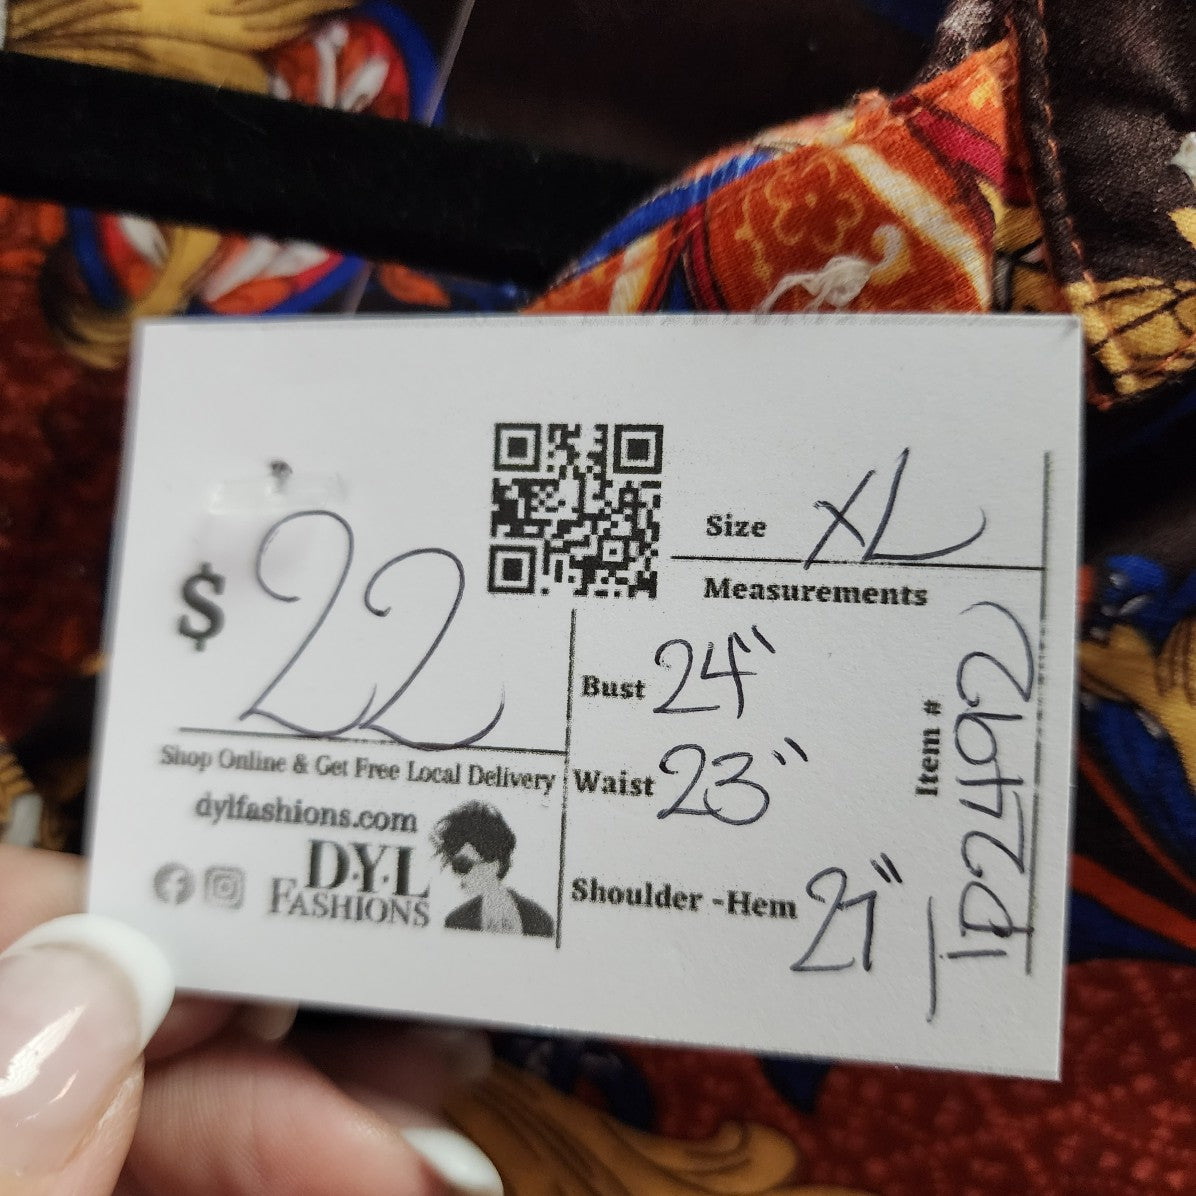 $ 22
Shop Online & Get Free Local Delivery
dylfashions.com
D·Y·L
FASHIONS
Size XL
Measurements
Bust 24"
Waist 23"
Shoulder -Hem 27"
Item #
ID2492